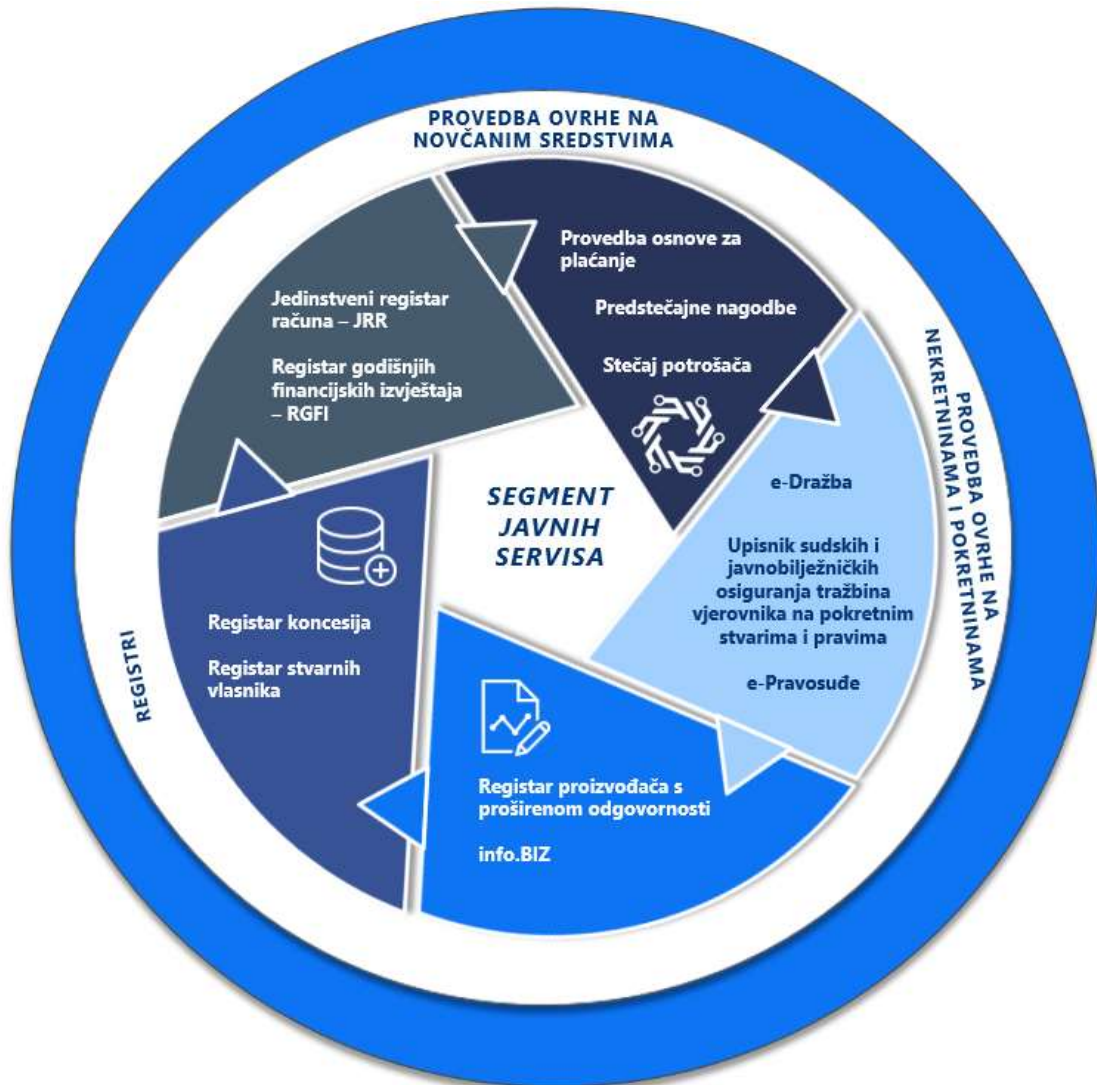 PROVEDBA OVRHE NA
NOVČANIM SREDSTVIMA
Provedba osnove za
plaćanje
Predstečajne nagodbe
Stečaj potrošača
PROVEDBA OVRHE NA
NEKRETNINAMA I POKRETNINAMA
e-Dražba
Upisnik sudskih i
javnobilježničkih
osiguranja tražbina
vjerovnika na pokretnim
stvarima i pravima
e-Pravosuđe
Registar proizvođača s
proširenom odgovornosti
info.BIZ
REGISTRI
Registar koncesija
Registar stvarnih
vlasnika
Jedinstveni registar
računa – JRR
Registar godišnjih
financijskih izvještaja
– RGFI
SEGMENT
JAVNIH
SERVISA